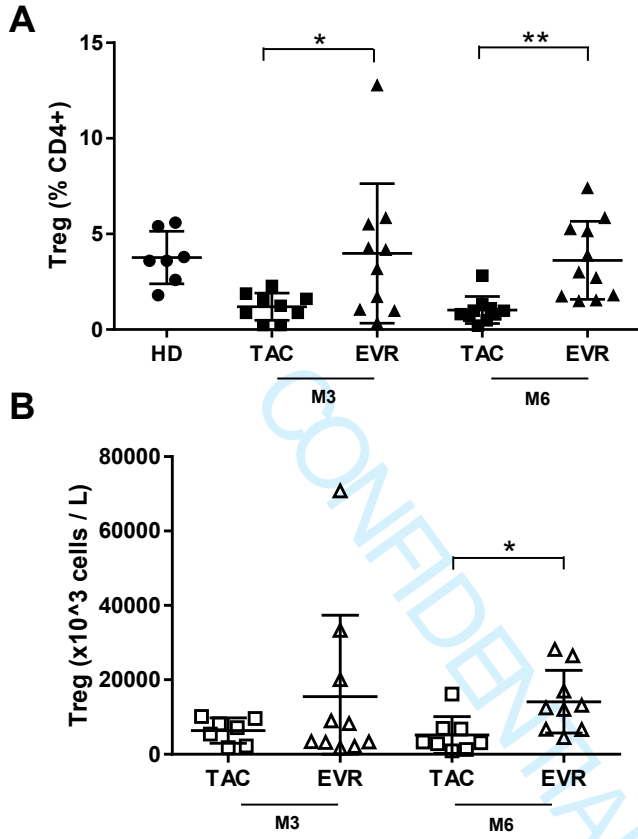 A
15
*
**
10
Treg (% CD4+)
5
0
HD TAC EVR TAC EVR
M3 M6
B
80000
Treg (x10^3 cells / L)
60000
*
40000
20000
0
TAC EVR TAC EVR
M3 M6
CONFIDENTIAL